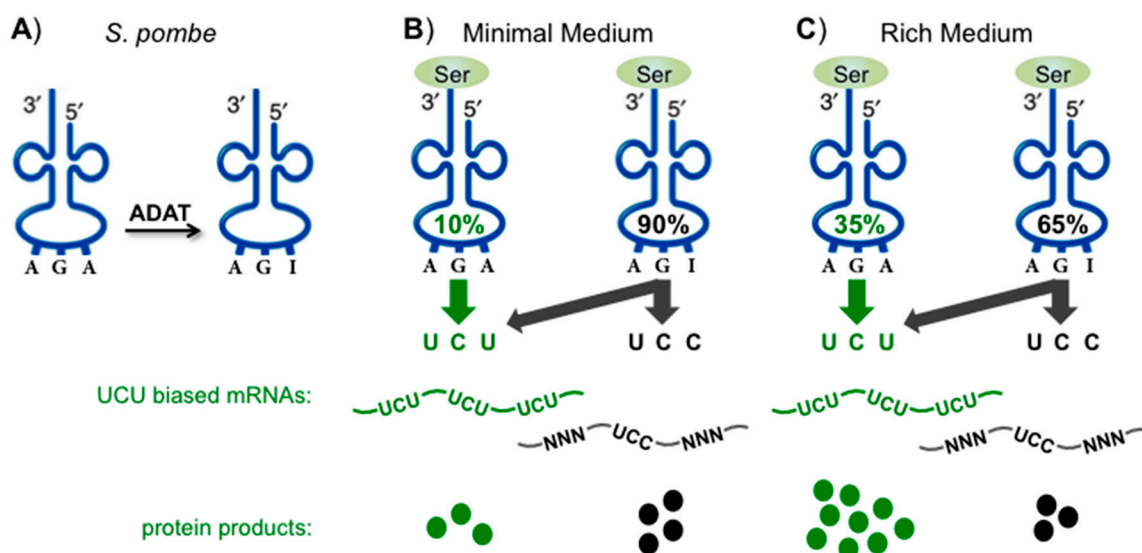 A) S. pombe
B) Minimal Medium
C) Rich Medium
Ser
Ser
Ser
Ser
3′ 5′
3′ 5′
3′ 5′
3′ 5′
3′ 5′
3′ 5′
ADAT
10%
90%
35%
65%
A G A
A G I
A G A
A G I
A G A
A G I
U C U
U C C
U C U
U C C
UCU biased mRNAs:
UCU UCU UCU
UCU UCU UCU
NNN UCC NNN
NNN UCC NNN
protein products: